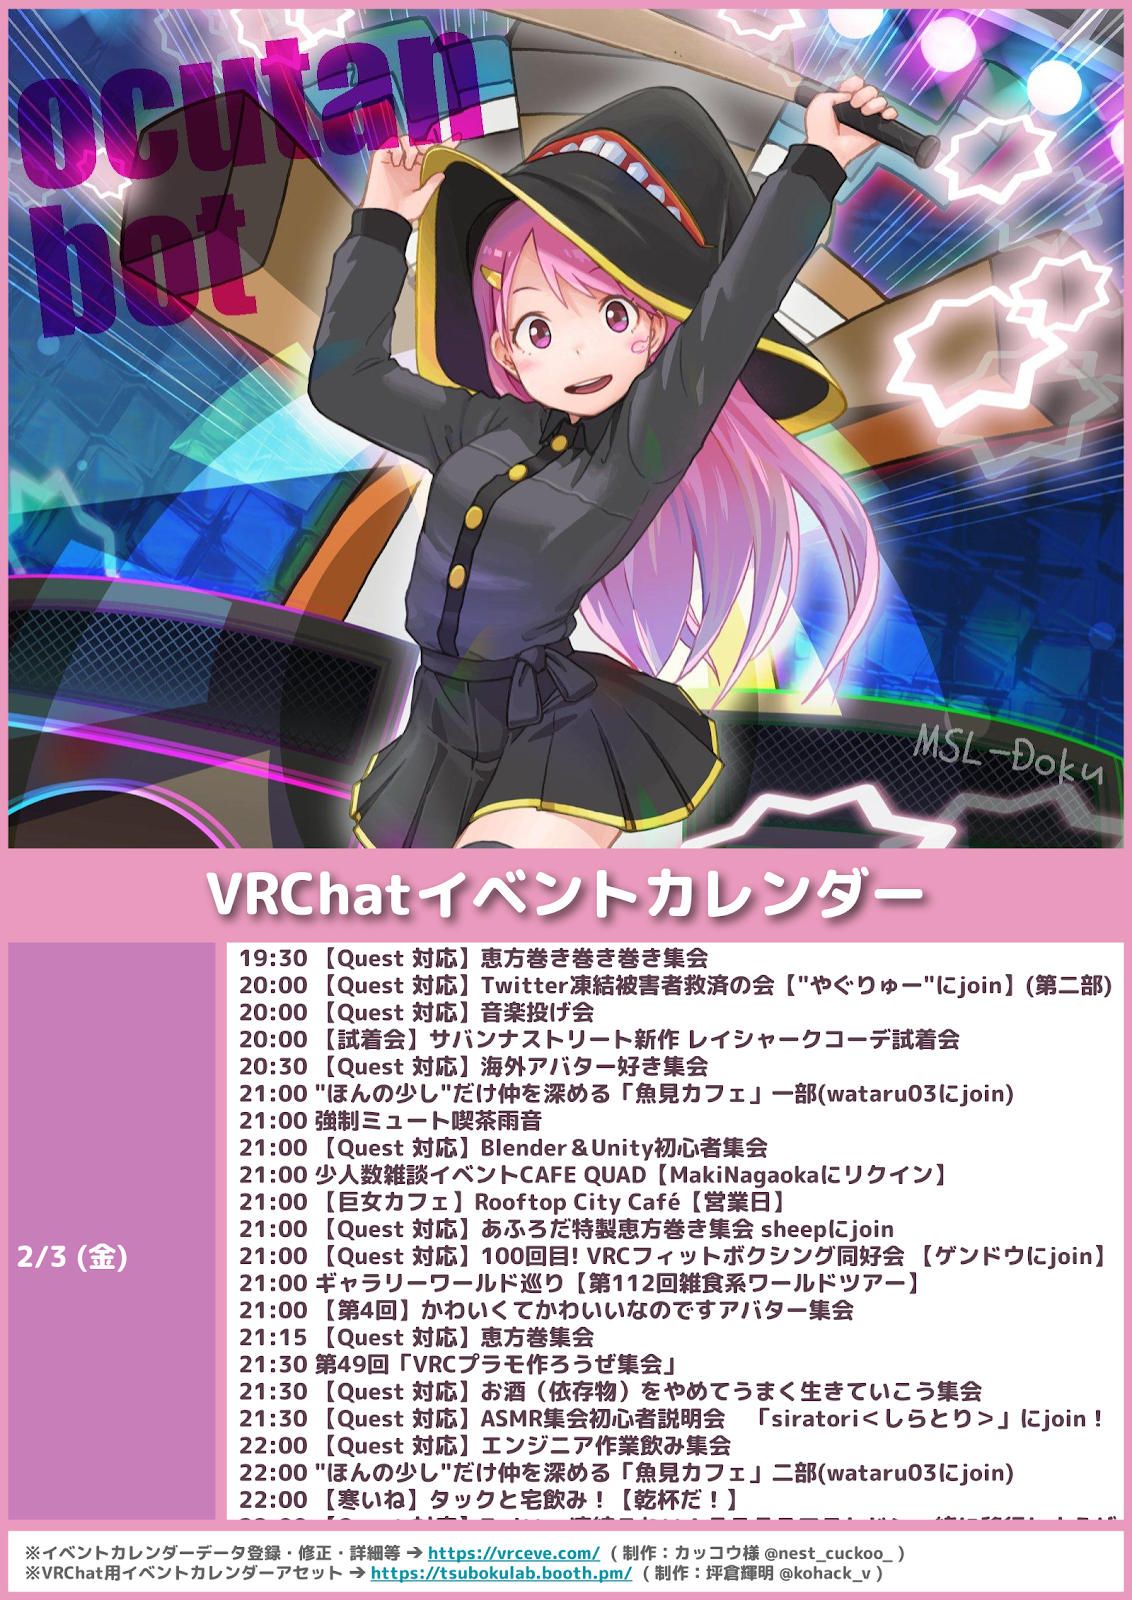 ocutan
bot
MSL-Doku
VRChatイベントカレンダー
2/3 (金)
19:30 【Quest 対応】恵方巻き巻き巻き集会
20:00 【Quest 対応】Twitter凍結被害者救済の会【"やぐりゅー"にjoin】(第二部)
20:00 【Quest 対応】音楽投げ会
20:00 【試着会】サバンナストリート新作 レイシャークコーデ試着会
20:30 【Quest 対応】海外アバター好き集会
21:00 "ほんの少し"だけ仲を深める「魚見カフェ」一部(wataru03にjoin)
21:00 強制ミュート喫茶雨音
21:00 【Quest 対応】Blender＆Unity初心者集会
21:00 少人数雑談イベントCAFE QUAD【MakiNagaokaにリクイン】
21:00 【巨女カフェ】Rooftop City Café【営業日】
21:00 【Quest 対応】あふろだ特製恵方巻き集会 sheepにjoin
21:00 【Quest 対応】100回目! VRCフィットボクシング同好会 【ゲンドウにjoin】
21:00 ギャラリーワールド巡り【第112回雑食系ワールドツアー】
21:00 【第4回】かわいくてかわいいなのですアバター集会
21:15 【Quest 対応】恵方巻集会
21:30 第49回「VRCプラモ作ろうぜ集会」
21:30 【Quest 対応】お酒（依存物）をやめてうまく生きていこう集会
21:30 【Quest 対応】ASMR集会初心者説明会　「siratori＜しらとり＞」にjoin！
22:00 【Quest 対応】エンジニア作業飲み集会
22:00 "ほんの少し"だけ仲を深める「魚見カフェ」二部(wataru03にjoin)
22:00 【寒いね】タックと宅飲み！【乾杯だ！】
※イベントカレンダーデータ登録・修正・詳細等 ➔ https://vrceve.com/ （制作：カッコウ様 @nest_cuckoo_）
※VRChat用イベントカレンダーアセット ➔ https://tsubokulab.booth.pm/ （制作：坪倉輝明 @kohack_v）